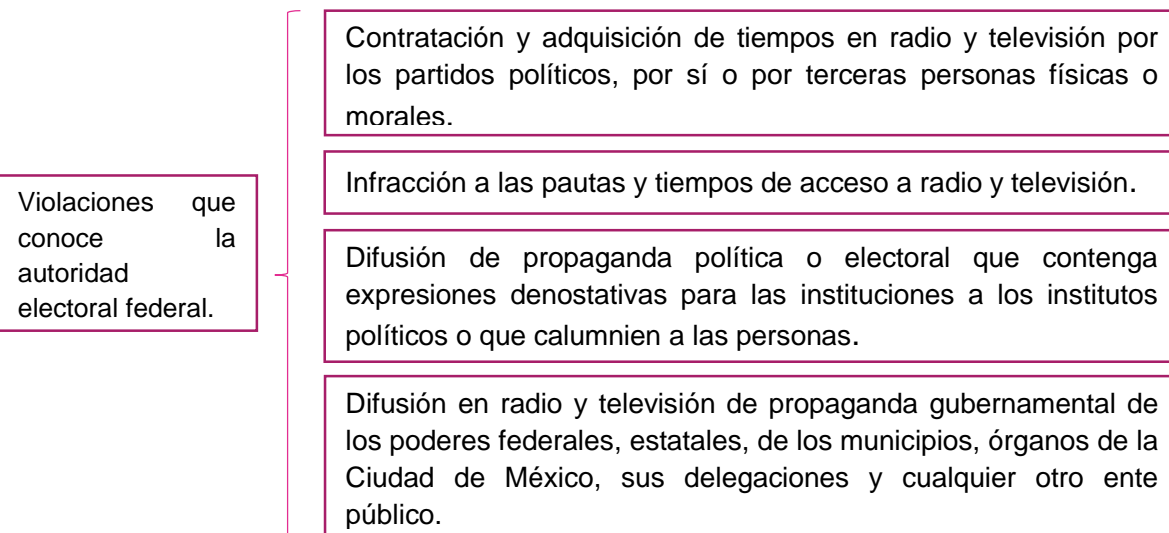 Violaciones que
conoce la
autoridad
electoral federal.
Contratación y adquisición de tiempos en radio y televisión por
los partidos políticos, por sí o por terceras personas físicas o
morales.
Infracción a las pautas y tiempos de acceso a radio y televisión.
Difusión de propaganda política o electoral que contenga
expresiones denostativas para las instituciones a los institutos
políticos o que calumnien a las personas.
Difusión en radio y televisión de propaganda gubernamental de
los poderes federales, estatales, de los municipios, órganos de la
Ciudad de México, sus delegaciones y cualquier otro ente
público.